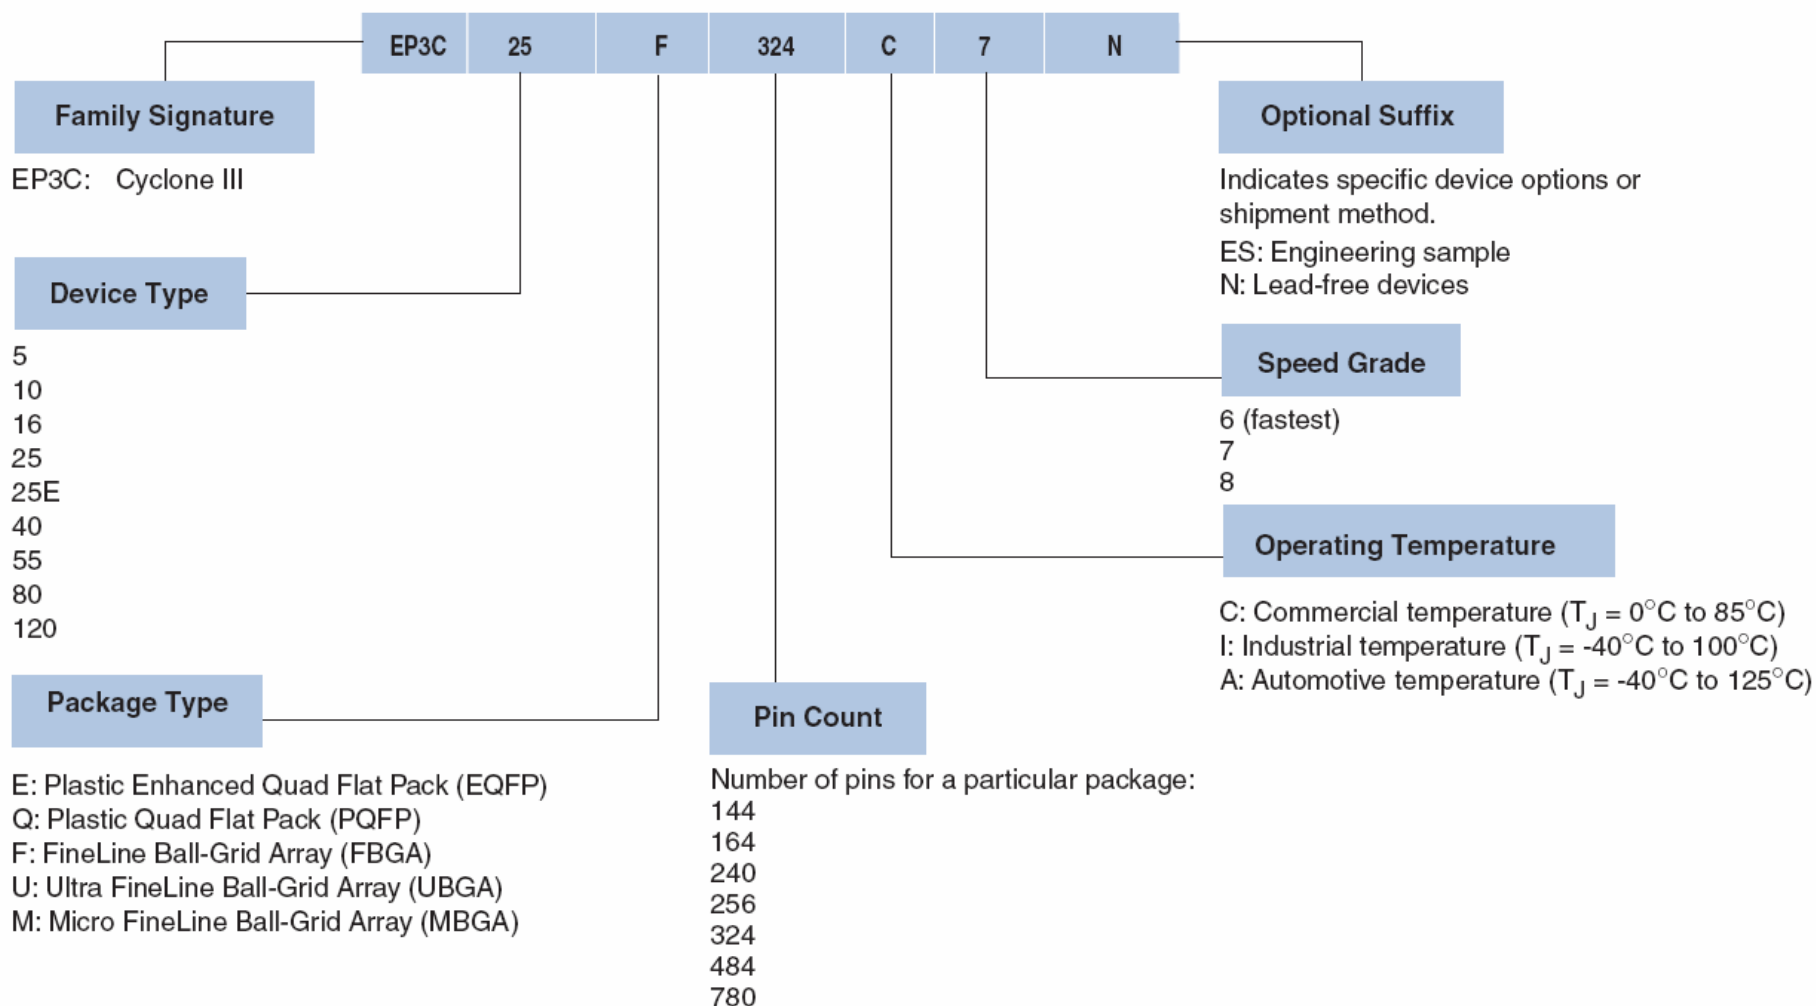 EP3C 25 F 324 C 7 N
Family Signature
EP3C: Cyclone III
Device Type
5
10
16
25
25E
40
55
80
120
Package Type
E: Plastic Enhanced Quad Flat Pack (EQFP)
Q: Plastic Quad Flat Pack (PQFP)
F: FineLine Ball-Grid Array (FBGA)
U: Ultra FineLine Ball-Grid Array (UBGA)
M: Micro FineLine Ball-Grid Array (MBGA)
Pin Count
Number of pins for a particular package:
144
164
240
256
324
484
780
Optional Suffix
Indicates specific device options or
shipment method.
ES: Engineering sample
N: Lead-free devices
Speed Grade
6 (fastest)
7
8
Operating Temperature
C: Commercial temperature (TJ = 0°C to 85°C)
I: Industrial temperature (TJ = -40°C to 100°C)
A: Automotive temperature (TJ = -40°C to 125°C)